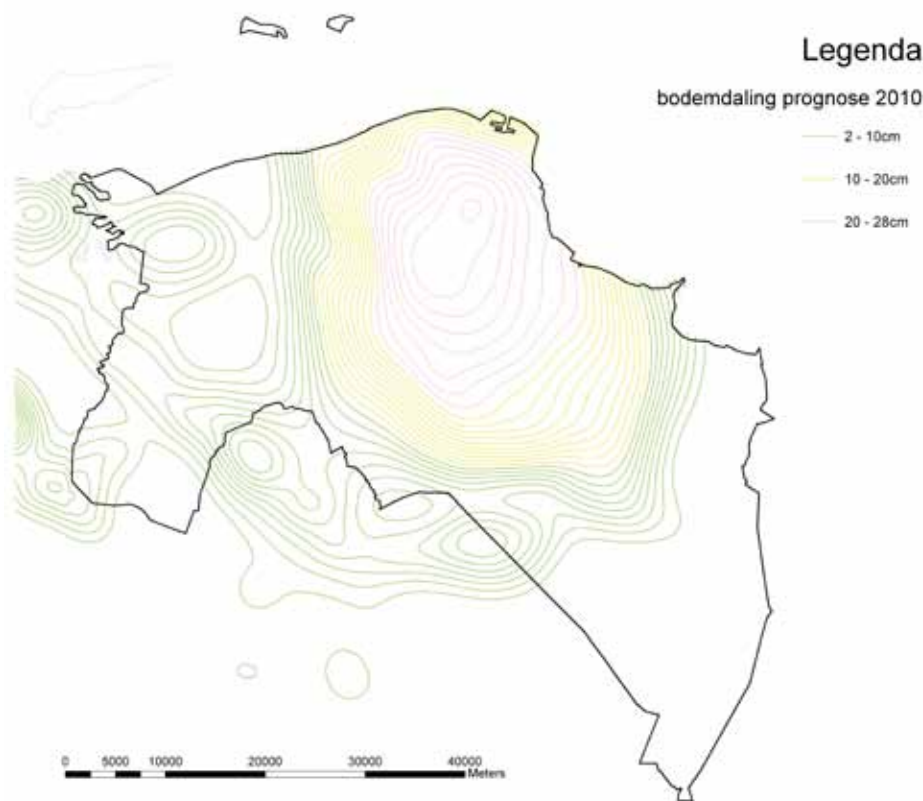 Legenda
bodemdaling prognose 2010
2 - 10cm
10 - 20cm
20 - 28cm
0 5000 10000 20000 30000 40000
Meters